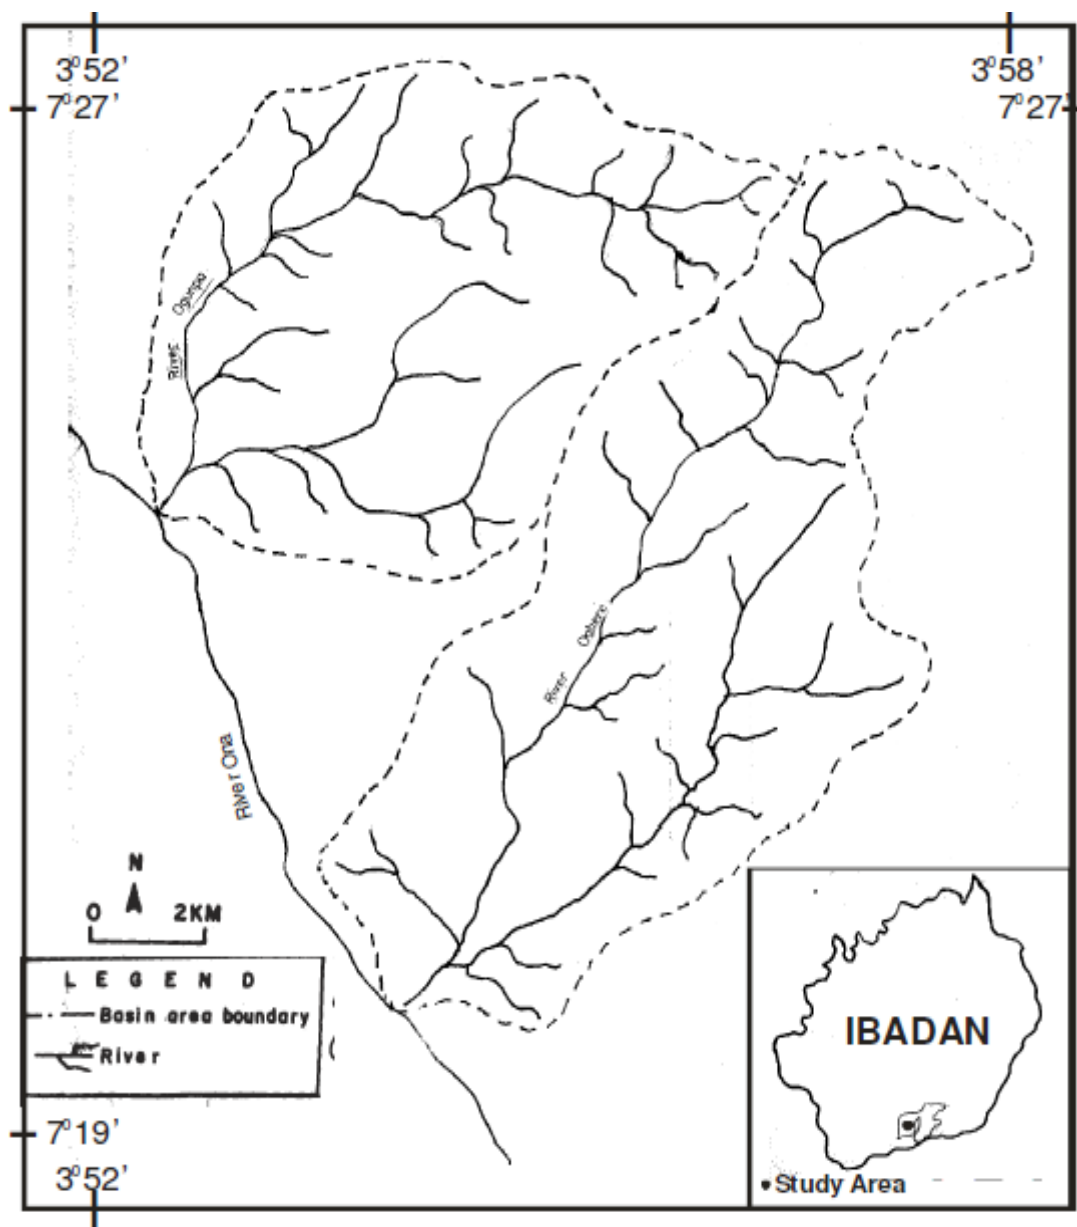 3°52'
3°58'
7°27'
7°27'
River Ogunpa
River Ogbere
River Ona
N
0 2KM
LEGEND
Basin area boundary
River
IBADAN
Study Area
7°19'
3°52'